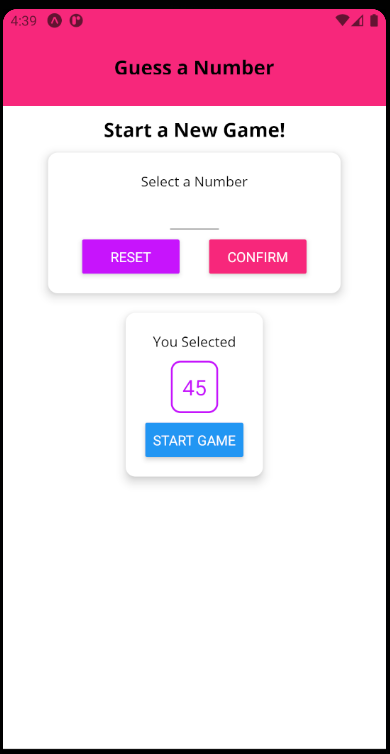 4:39
Guess a Number
Start a New Game!
Select a Number
RESET CONFIRM
You Selected
45
START GAME